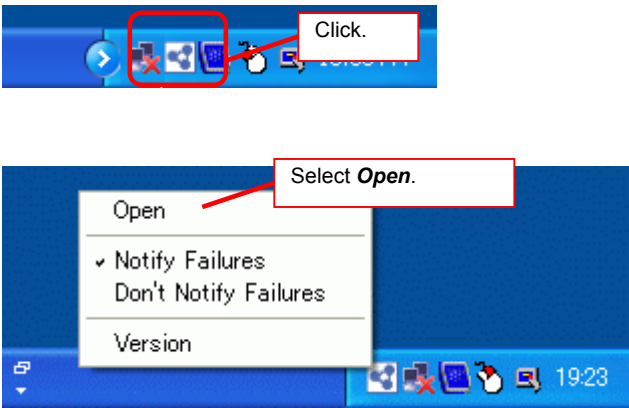 Click.
Select Open.
Open
Notify Failures
Don't Notify Failures
Version
19:23